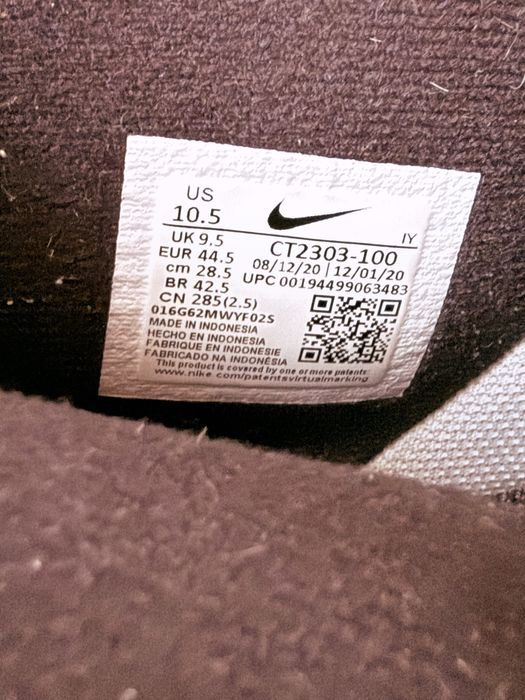 US
10.5
IY
UK 9.5
CT2303-100
EUR 44.5
08/12/20 | 12/01/20
cm 28.5
UPC 00194499063483
BR 42.5
CN 285(2.5)
016G62MWYF02S
MADE IN INDONESIA
HECHO EN INDONESIA
FABRIQUE EN INDONESIE
FABRICADO NA INDONÉSIA
This product is covered by one or more patents:
www.nike.com/patentsvirtualmarking